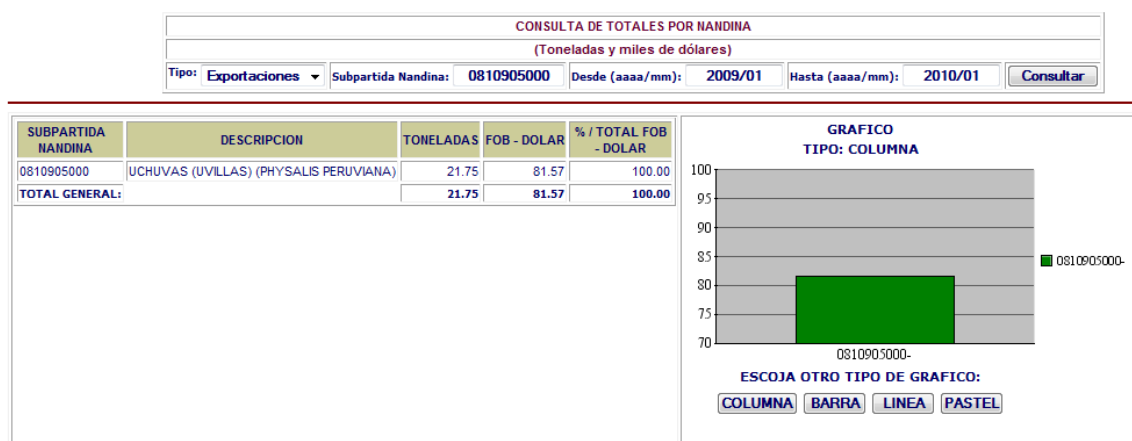 CONSULTA DE TOTALES POR NANDINA
(Toneladas y miles de dólares)
Tipo: Exportaciones Subpartida Nandina: 0810905000 Desde (aaaa/mm): 2009/01 Hasta (aaaa/mm): 2010/01 Consultar
SUBPARTIDA NANDINA DESCRIPCION TONELADAS FOB - DOLAR % / TOTAL FOB - DOLAR
0810905000 UCHUVAS (UVILLAS) (PHYSALIS PERUVIANA) 21.75 81.57 100.00
TOTAL GENERAL: 21.75 81.57 100.00
GRAFICO
TIPO: COLUMNA
100
95
90
85
80
75
70
0810905000-
0810905000-
ESCOJA OTRO TIPO DE GRAFICO:
COLUMNA BARRA LINEA PASTEL